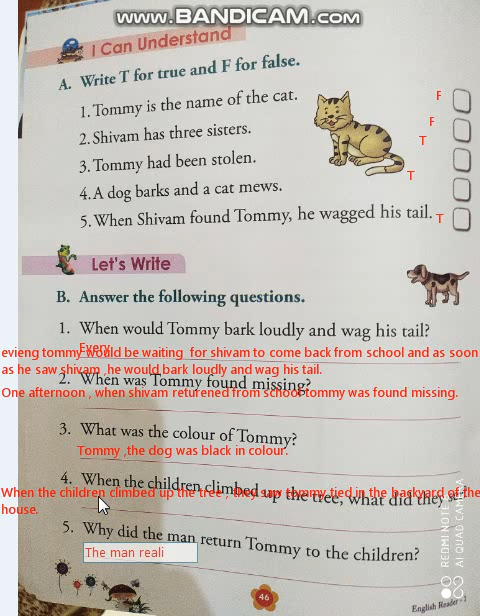 www.BANDICAM.com
I Can Understand
A. Write T for true and F for false.
1. Tommy is the name of the cat.
F
2. Shivam has three sisters.
F
3. Tommy had been stolen.
T
4. A dog barks and a cat mews.
T
5. When Shivam found Tommy, he wagged his tail.
T
Let's Write
B. Answer the following questions.
1. When would Tommy bark loudly and wag his tail?
Every
evieng tommy would be waiting for shivam to come back from school and as soon
as he saw shivam ,he would bark loudly and wag his tail.
2. When was Tommy found missing?
One afternoon , when shivam returened from school tommy was found missing.
3. What was the colour of Tommy?
Tommy ,the dog was black in colour.
4. When the children climbed up the tree, what did they see?
When the children climbed up the tree , they saw tommy tied in the backyard of the
house.
5. Why did the man return Tommy to the children?
The man reali
46
English Reader-2
REDMI NOTE
AI QUAD CAMERA